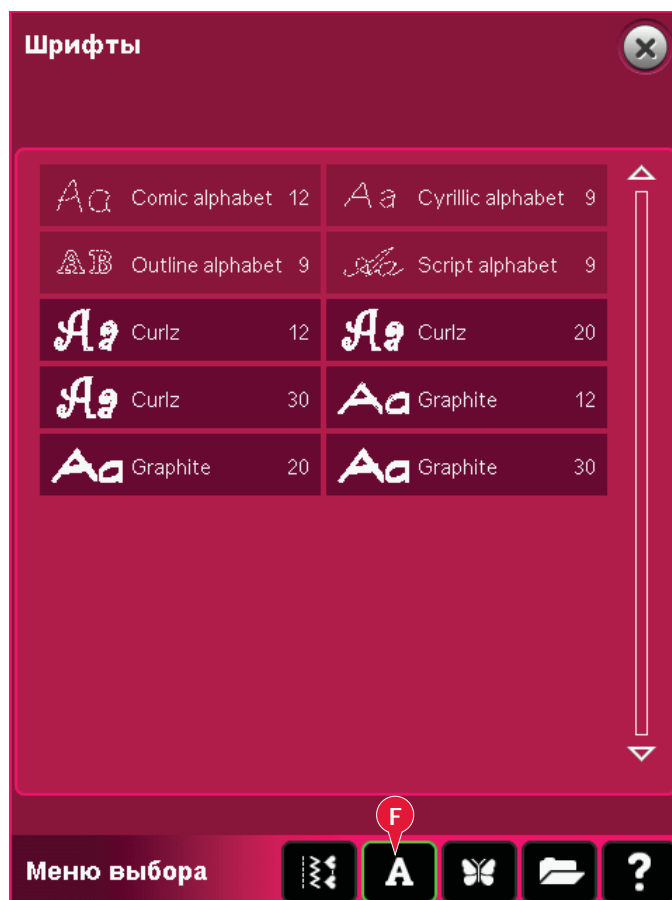 Шрифты
Aa Comic alphabet 12 Aa Cyrillic alphabet 9
AB Outline alphabet 9 Aa Script alphabet 9
Aa Curlz 12 Aa Curlz 20
Aa Curlz 30 Aa Graphite 12
Aa Graphite 20 Aa Graphite 30
F
Меню выбора A ?